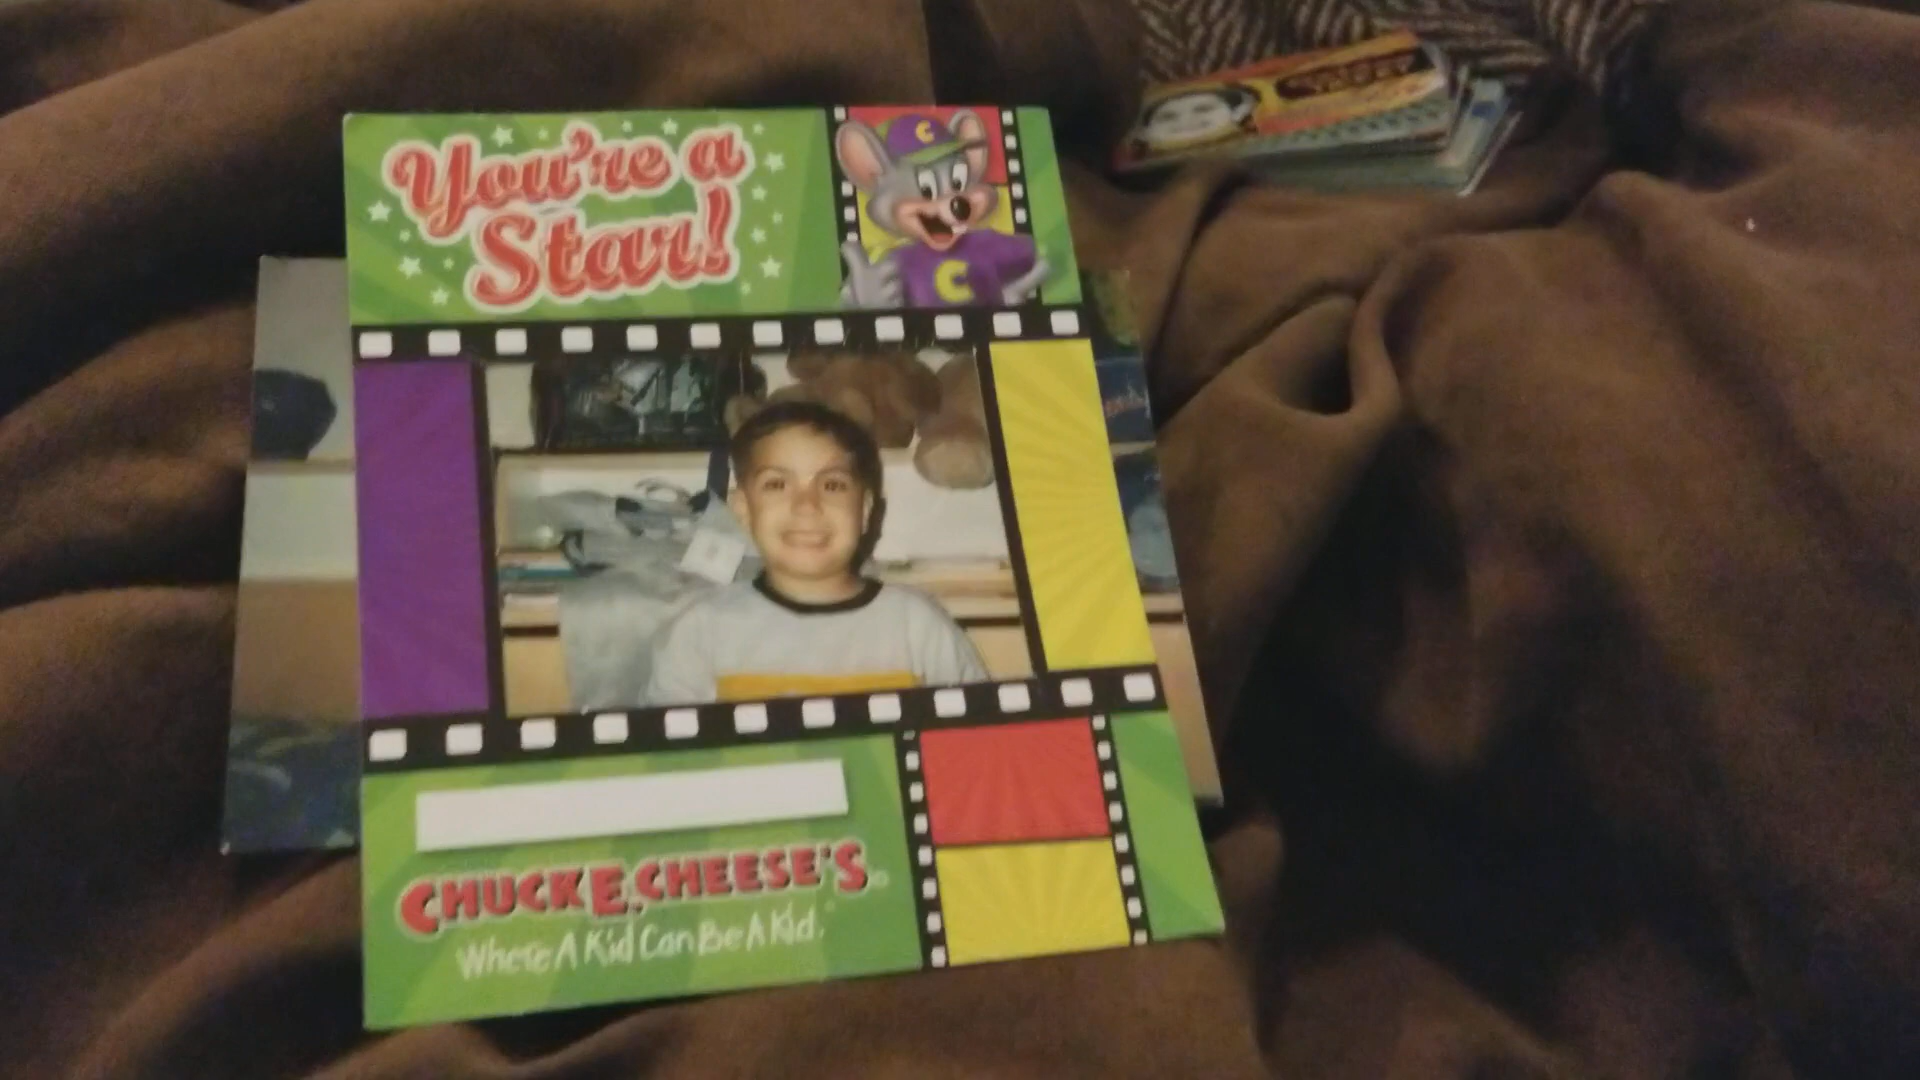 You're a
Star!
C
C
CHUCK E. CHEESE'S®
Where A Kid Can Be A Kid.®